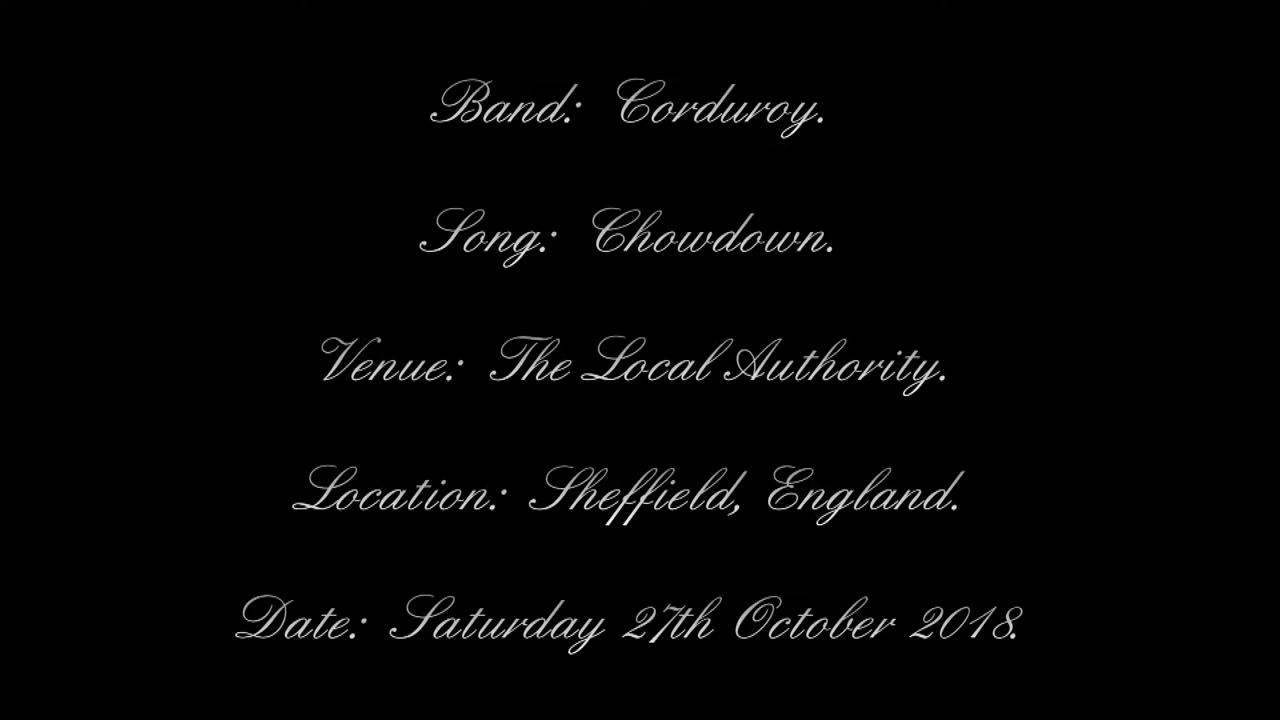 Band: Corduroy.
Song: Chowdown.
Venue: The Local Authority.
Location: Sheffield, England.
Date: Saturday 27th October 2018.